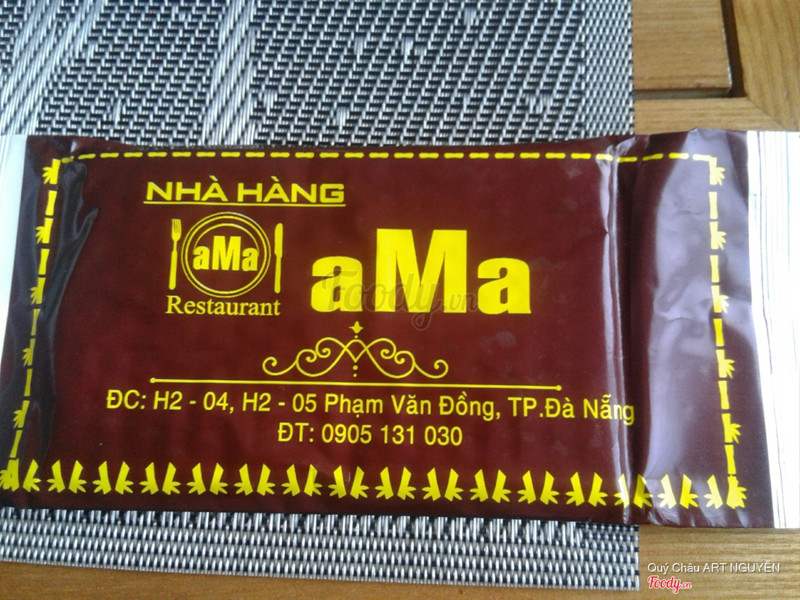 NHÀ HÀNG
aMa
Restaurant
aMa
Foody.vn
ĐC: H2 - 04, H2 - 05 Phạm Văn Đồng, TP.Đà Nẵng
ĐT: 0905 131 030
Quý Châu ART NGUYỄN
Foody.vn